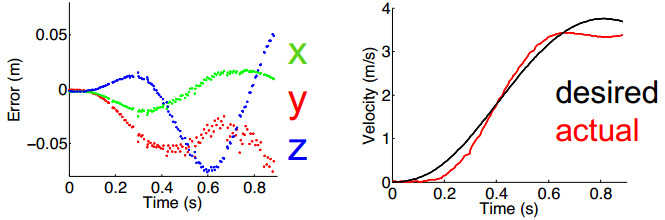 0.05
0
−0.05
Error (m)
0
0.2
0.4
0.6
0.8
Time (s)
x
y
z
4
3
2
1
0
Velocity (m/s)
0
0.2
0.4
0.6
0.8
Time (s)
desired
actual